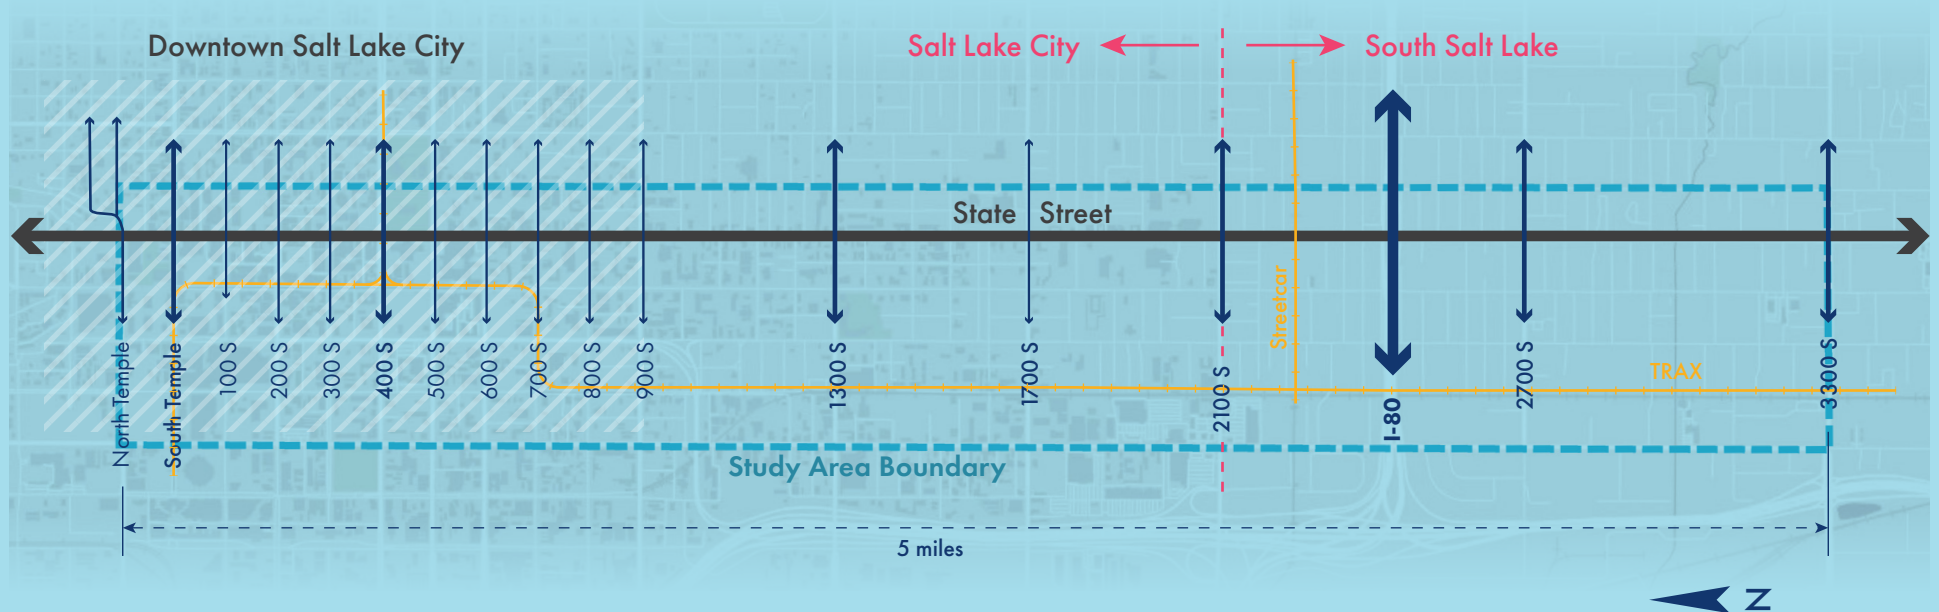 Downtown Salt Lake City
Salt Lake City
South Salt Lake
State Street
Streetcar
North Temple
South Temple
100 S
200 S
300 S
400 S
500 S
600 S
700 S
800 S
900 S
1300 S
1700 S
2100 S
I-80
2700 S
TRAX
3300 S
Study Area Boundary
5 miles
N